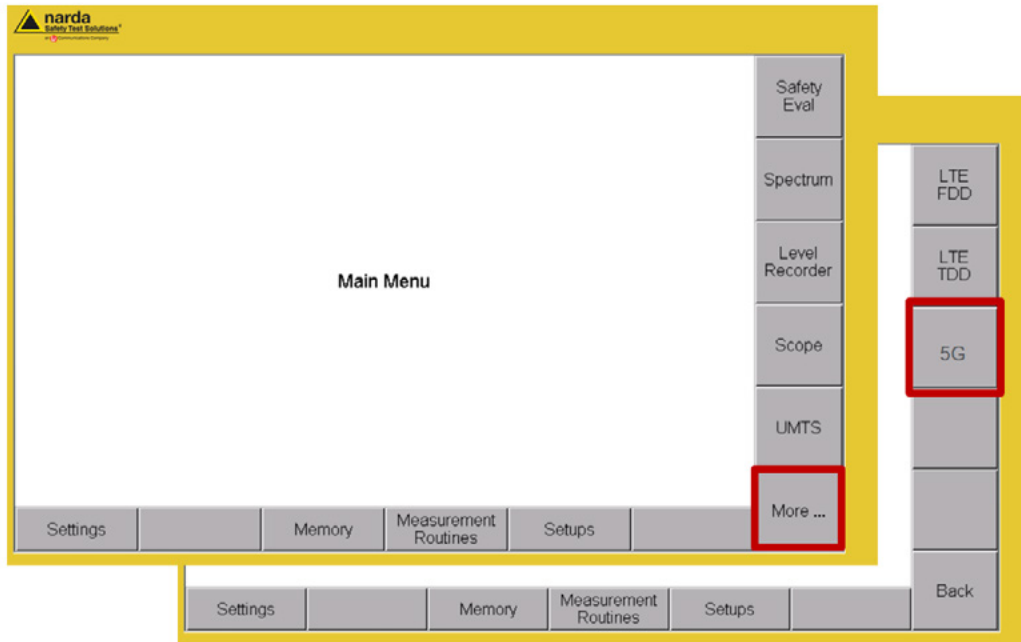 narda
Safety Test Solutions
Safety
Eval
Spectrum
Level
Recorder
Scope
UMTS
More ...
Main Menu
Settings
Memory
Measurement
Routines
Setups
LTE
FDD
LTE
TDD
5G
Back
Settings
Memory
Measurement
Routines
Setups